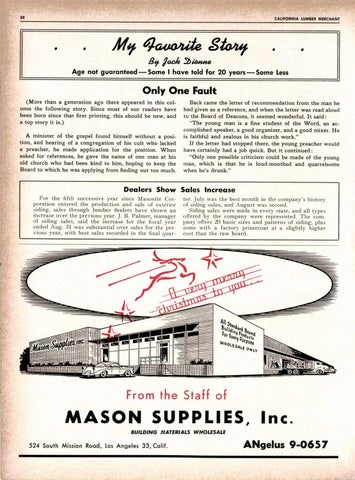 38
CALIFORNIA LUMBER MERCHANT
. . My Favorite Story . .
By Jack Dionne
Age not guaranteed — Some I have told for 20 years — Some Less
Only One Fault
(More than a generation ago there appeared in this col-
umn the following story. Since most of our readers have
been born since that first printing, this should be new, and
a top story it is.)
A minister of the gospel found himself without a posi-
tion, and hearing of a congregation of his cult who lacked
a preacher, he made application for the position. When
asked for references, he gave the name of one man at his
old church who had been kind to him, hoping to keep the
Board to which he was applying from finding out too much.
Back came the letter of recommendation from the man he
had given as a reference, and when the letter was read aloud
to the Board of Deacons, it seemed wonderful. It said:
"The young man is a fine student of the Word, an ac-
complished speaker, a good organizer, and a good mixer. He
is faithful and zealous in his church work."
If the letter had stopped there, the young preacher would
have certainly had a job quick. But it continued:
"Only one possible criticism could be made of the young
man, which is that he is loud-mouthed and quarrelsome
when he's drunk."
Dealers Show Sales Increase
For the fifth successive year since Masonite Cor-
poration entered the production and sale of exterior
siding, sales through lumber dealers have shown an
increase over the previous year. J. B. Palmer, manager
of siding sales, said the increase for the fiscal year
ended Aug. 31 was substantial over sales for the pre-
vious year, with best sales recorded in the final quar-
ter. July was the best month in the company's history
of siding sales, and August was second.
Siding sales were made in every state, and all types
offered by the company were represented. The com-
pany offers 20 basic sizes and patterns of siding, plus
some with a factory primecoat at a slightly higher
cost than the raw board.
A very merry
christmas to you...
Mason Supplies, Inc.
All Standard Brand
Building Products
For Every Purpose
WHOLESALE ONLY
From the Staff of
MASON SUPPLIES, Inc.
BUILDING MATERIALS WHOLESALE
524 South Mission Road, Los Angeles 33, Calif.
ANgelus 9-0657